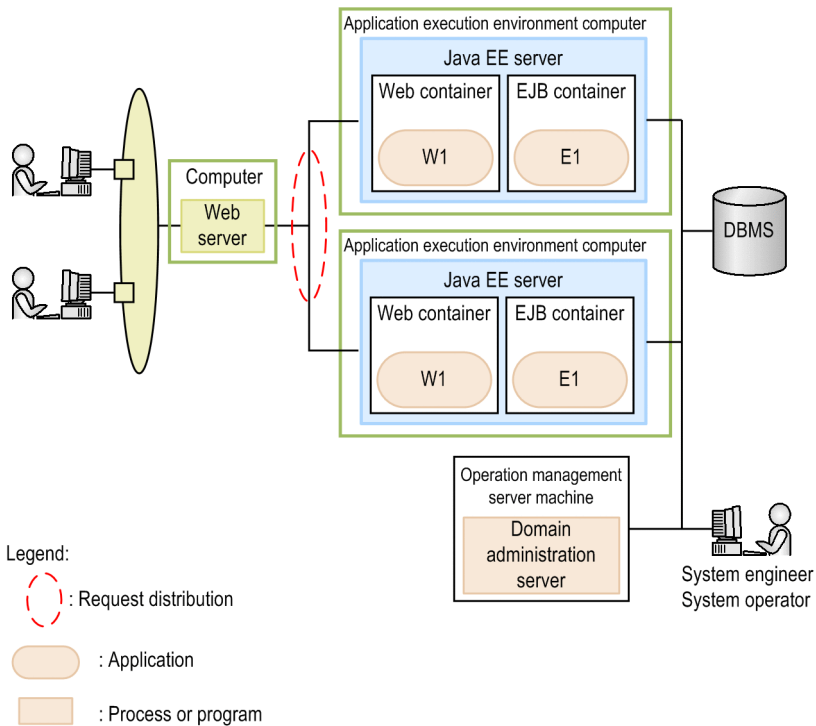 Application execution environment computer
Java EE server
Web container
EJB container
W1
E1
Computer
Web
server
DBMS
Application execution environment computer
Java EE server
Web container
EJB container
W1
E1
Operation management
server machine
Domain
administration
server
System engineer
System operator
Legend:
: Request distribution
: Application
: Process or program